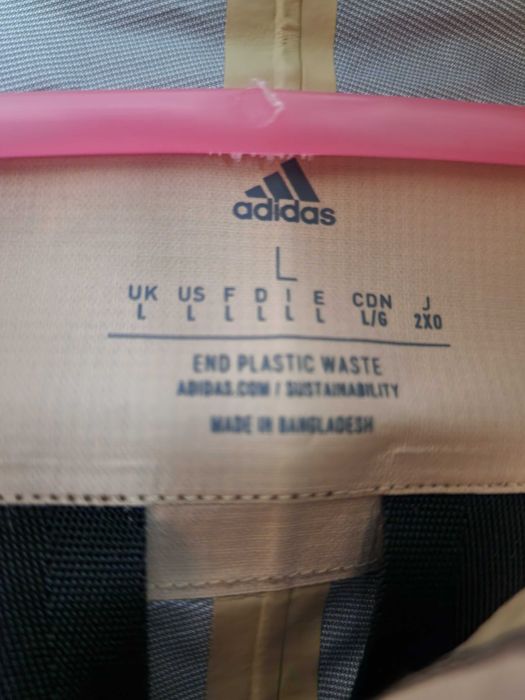 adidas
L
UK US F D I E CDN J
L L L L L L L/G 2XO
END PLASTIC WASTE
ADIDAS.COM / SUSTAINABILITY
MADE IN BANGLADESH